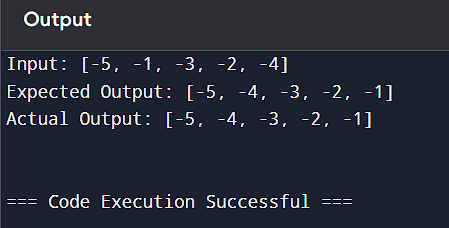 Output
Input: [-5, -1, -3, -2, -4]
Expected Output: [-5, -4, -3, -2, -1]
Actual Output: [-5, -4, -3, -2, -1]
=== Code Execution Successful ===